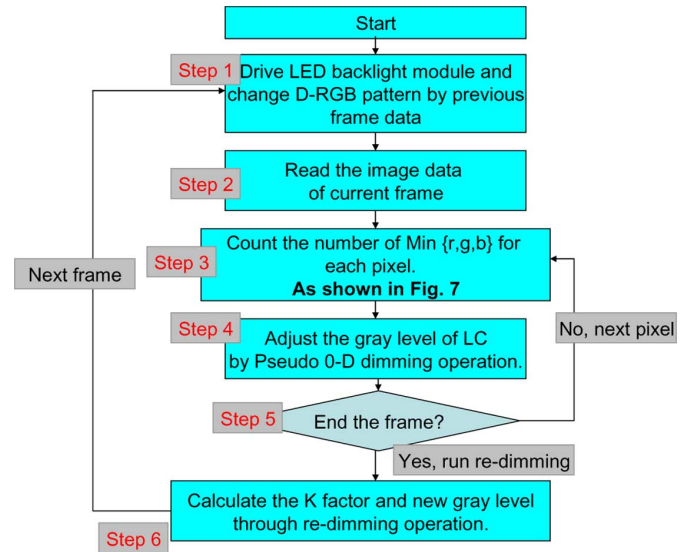 Start
Step 1
Drive LED backlight module and
change D-RGB pattern by previous
frame data
Step 2
Read the image data
of current frame
Step 3
Count the number of Min {r,g,b} for
each pixel.
As shown in Fig. 7
Next frame
Step 4
Adjust the gray level of LC
by Pseudo 0-D dimming operation.
No, next pixel
Step 5
End the frame?
Yes, run re-dimming
Calculate the K factor and new gray level
through re-dimming operation.
Step 6